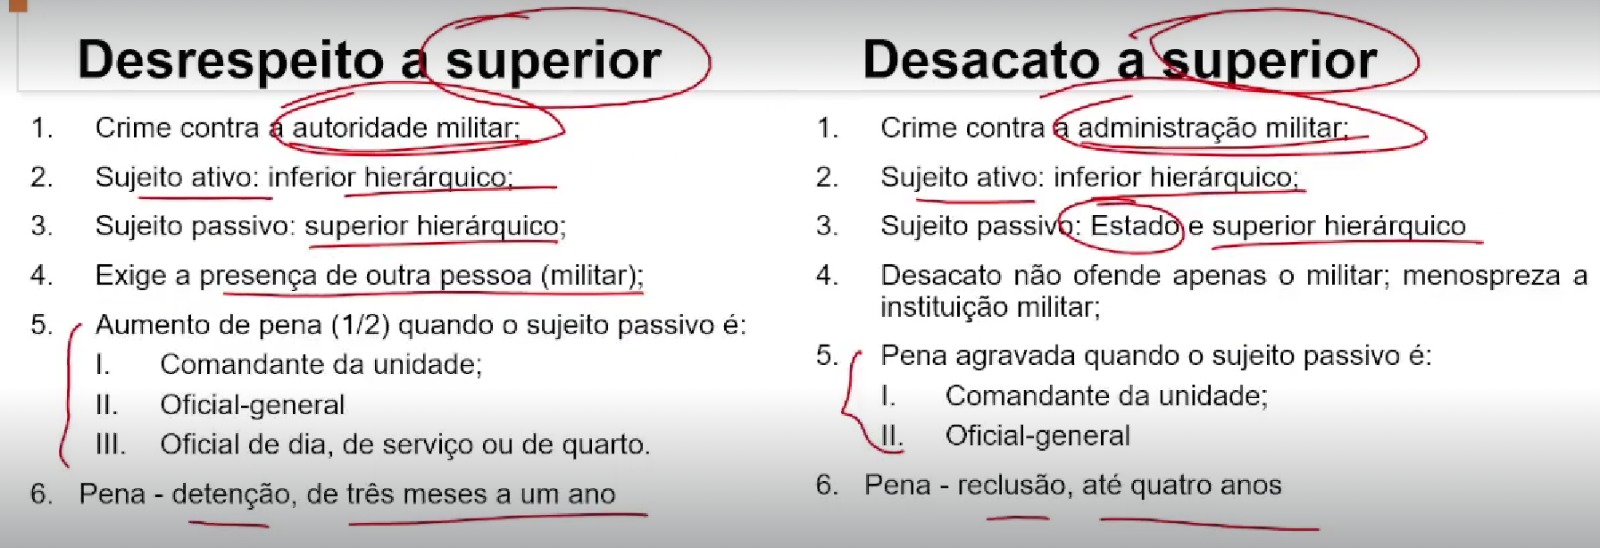 Desrespeito a superior
1. Crime contra a autoridade militar;
2. Sujeito ativo: inferior hierárquico;
3. Sujeito passivo: superior hierárquico;
4. Exige a presença de outra pessoa (militar);
5. Aumento de pena (1/2) quando o sujeito passivo é:
I. Comandante da unidade;
II. Oficial-general
III. Oficial de dia, de serviço ou de quarto.
6. Pena - detenção, de três meses a um ano
Desacato a superior
1. Crime contra a administração militar;
2. Sujeito ativo: inferior hierárquico;
3. Sujeito passivo: Estado e superior hierárquico
4. Desacato não ofende apenas o militar; menospreza a
instituição militar;
5. Pena agravada quando o sujeito passivo é:
I. Comandante da unidade;
II. Oficial-general
6. Pena - reclusão, até quatro anos